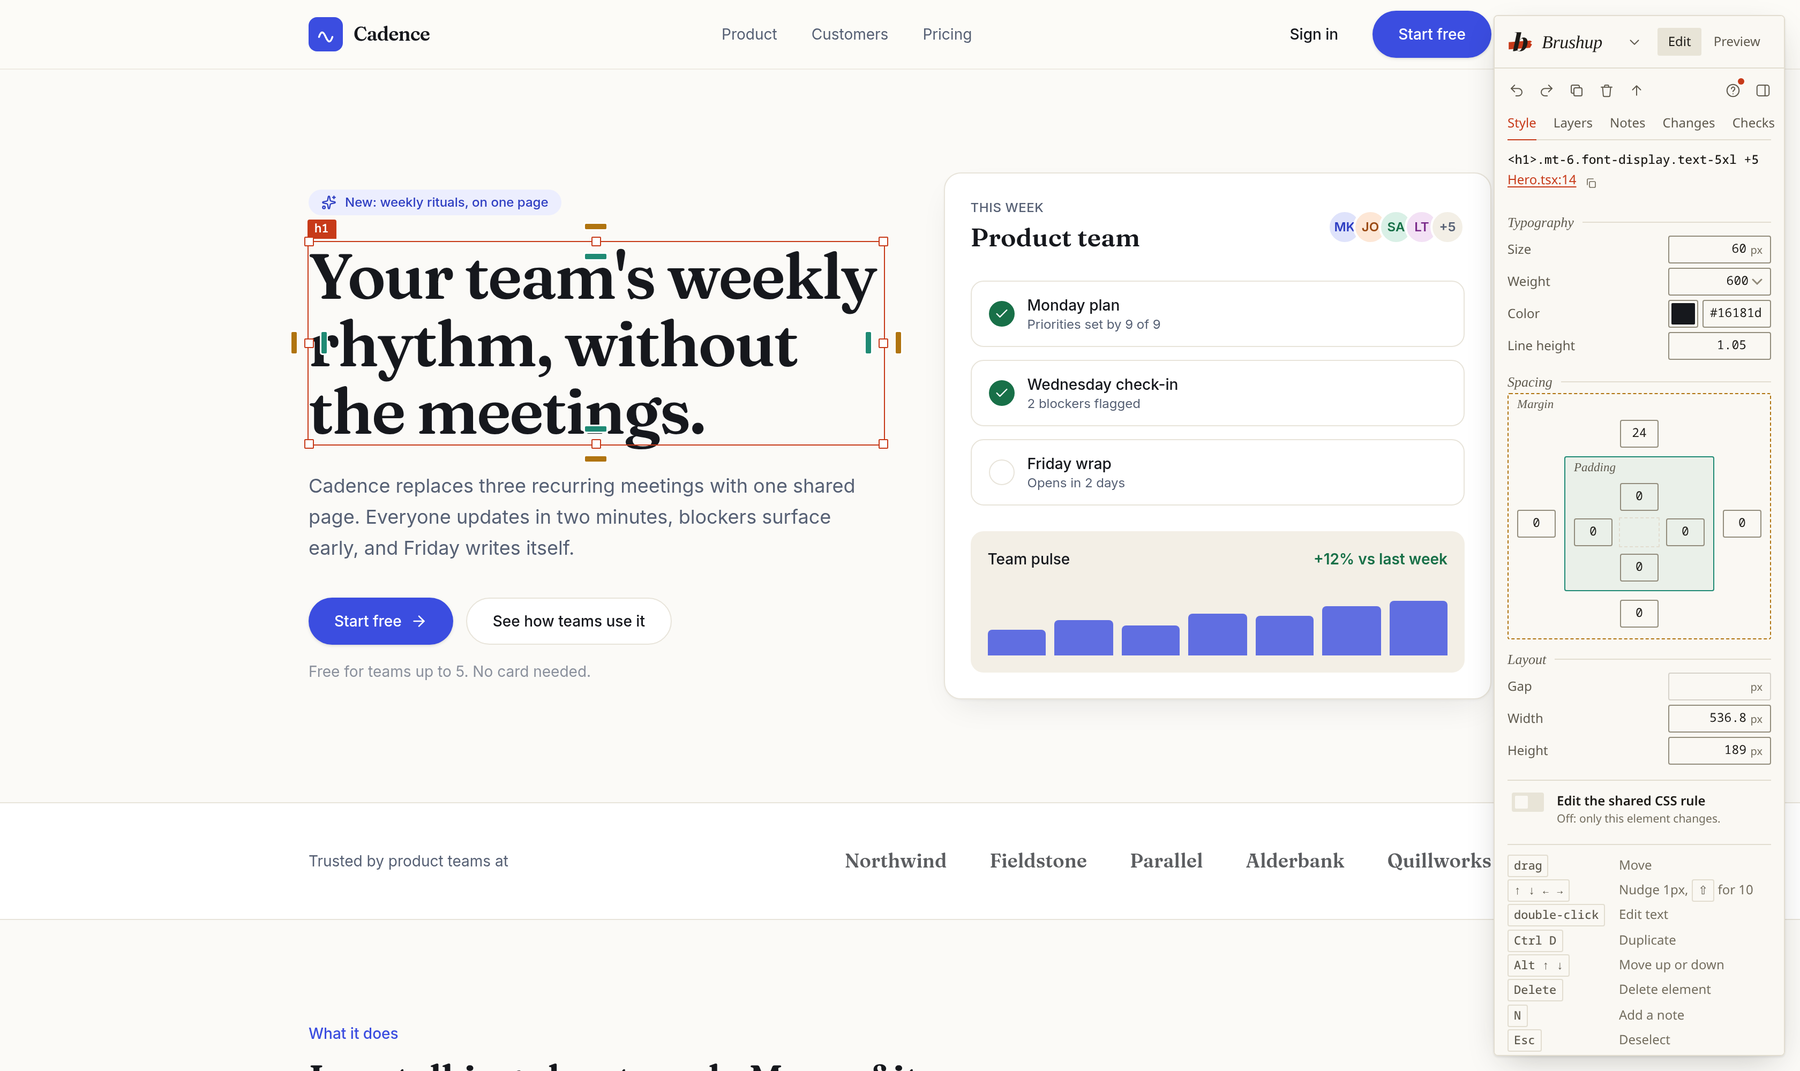 Cadence
Product
Customers
Pricing
Sign in
Start free
New: weekly rituals, on one page
h1
Your team's weekly
rhythm, without
the meetings.
Cadence replaces three recurring meetings with one shared
page. Everyone updates in two minutes, blockers surface
early, and Friday writes itself.
Start free
See how teams use it
Free for teams up to 5. No card needed.
THIS WEEK
Product team
MK
JO
SA
LT
+5
Monday plan
Priorities set by 9 of 9
Wednesday check-in
2 blockers flagged
Friday wrap
Opens in 2 days
Team pulse
+12% vs last week
Trusted by product teams at
Northwind
Fieldstone
Parallel
Alderbank
Quillworks
What it does
b
Brushup
Edit
Preview
Style
Layers
Notes
Changes
Checks
<h1>.mt-6.font-display.text-5xl +5
Hero.tsx:14
Typography
Size
60 px
Weight
600
Color
#16181d
Line height
1.05
Spacing
Margin
24
Padding
0
0
0
0
0
0
0
Layout
Gap
px
Width
536.8 px
Height
189 px
Edit the shared CSS rule
Off: only this element changes.
drag
Move
↑ ↓ ← →
Nudge 1px, ⇧ for 10
double-click
Edit text
Ctrl D
Duplicate
Alt ↑ ↓
Move up or down
Delete
Delete element
N
Add a note
Esc
Deselect